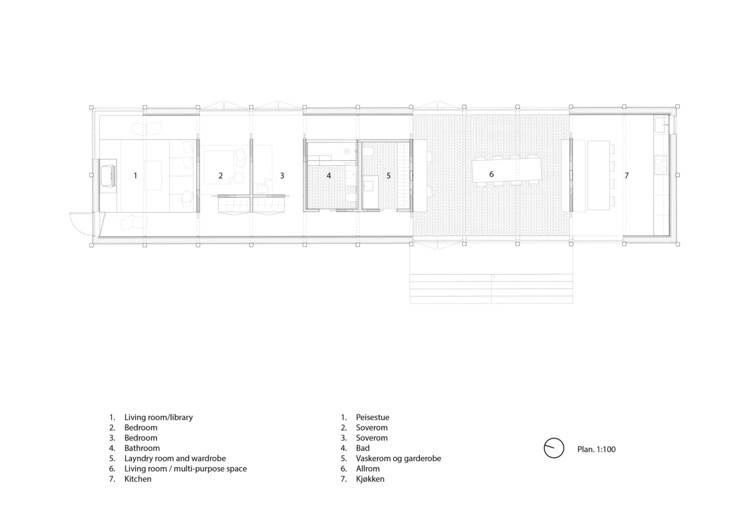 1 2 3 4 5 6 7
1. Living room/library
2. Bedroom
3. Bedroom
4. Bathroom
5. Layndry room and wardrobe
6. Living room / multi-purpose space
7. Kitchen
1. Peisestue
2. Soverom
3. Soverom
4. Bad
5. Vaskerom og garderobe
6. Allrom
7. Kjøkken
Plan. 1:100